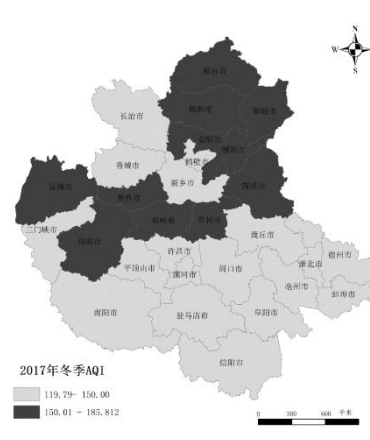 N
W
E
S
邢台市
邯郸市
聊城市
长治市
安阳市
濮阳市
鹤壁市
晋城市
新乡市
菏泽市
运城市
焦作市
郑州市
开封市
三门峡市
洛阳市
商丘市
许昌市
平顶山市
漯河市
周口市
淮北市
宿州市
亳州市
蚌埠市
南阳市
驻马店市
阜阳市
信阳市
2017年冬季AQI
119.79- 150.00
150.01 - 185.812
0
300
600
千米